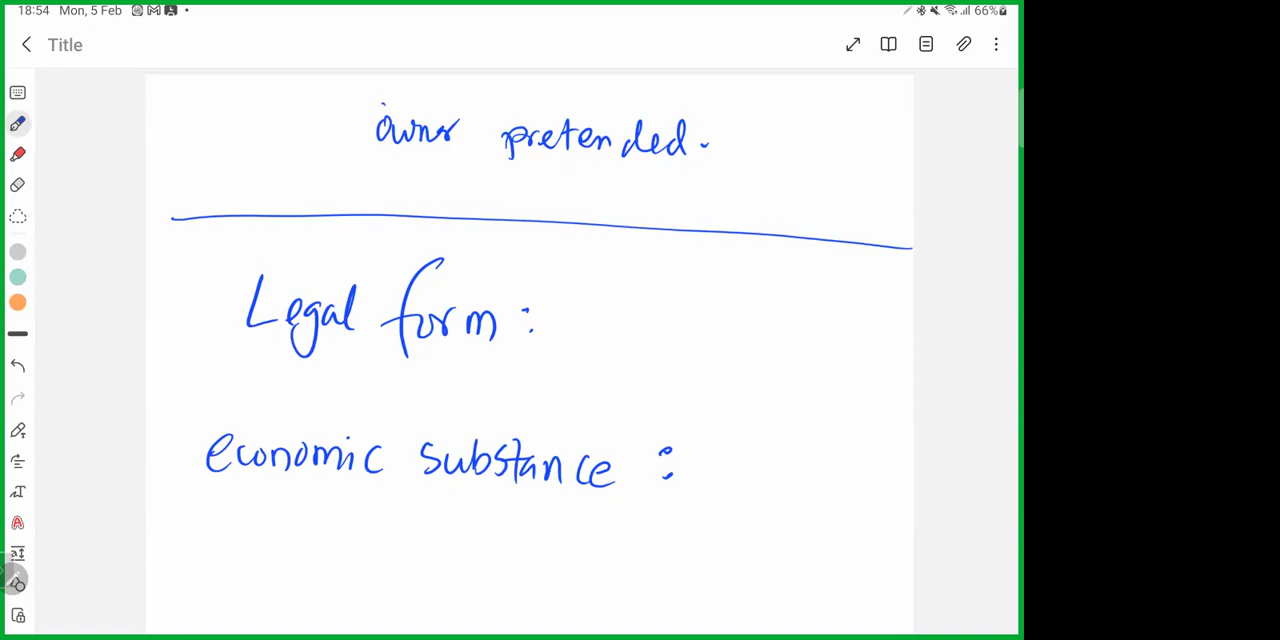 18:54 Mon, 5 Feb 66%
Title
owner pretended.
Legal form :
economic substance :